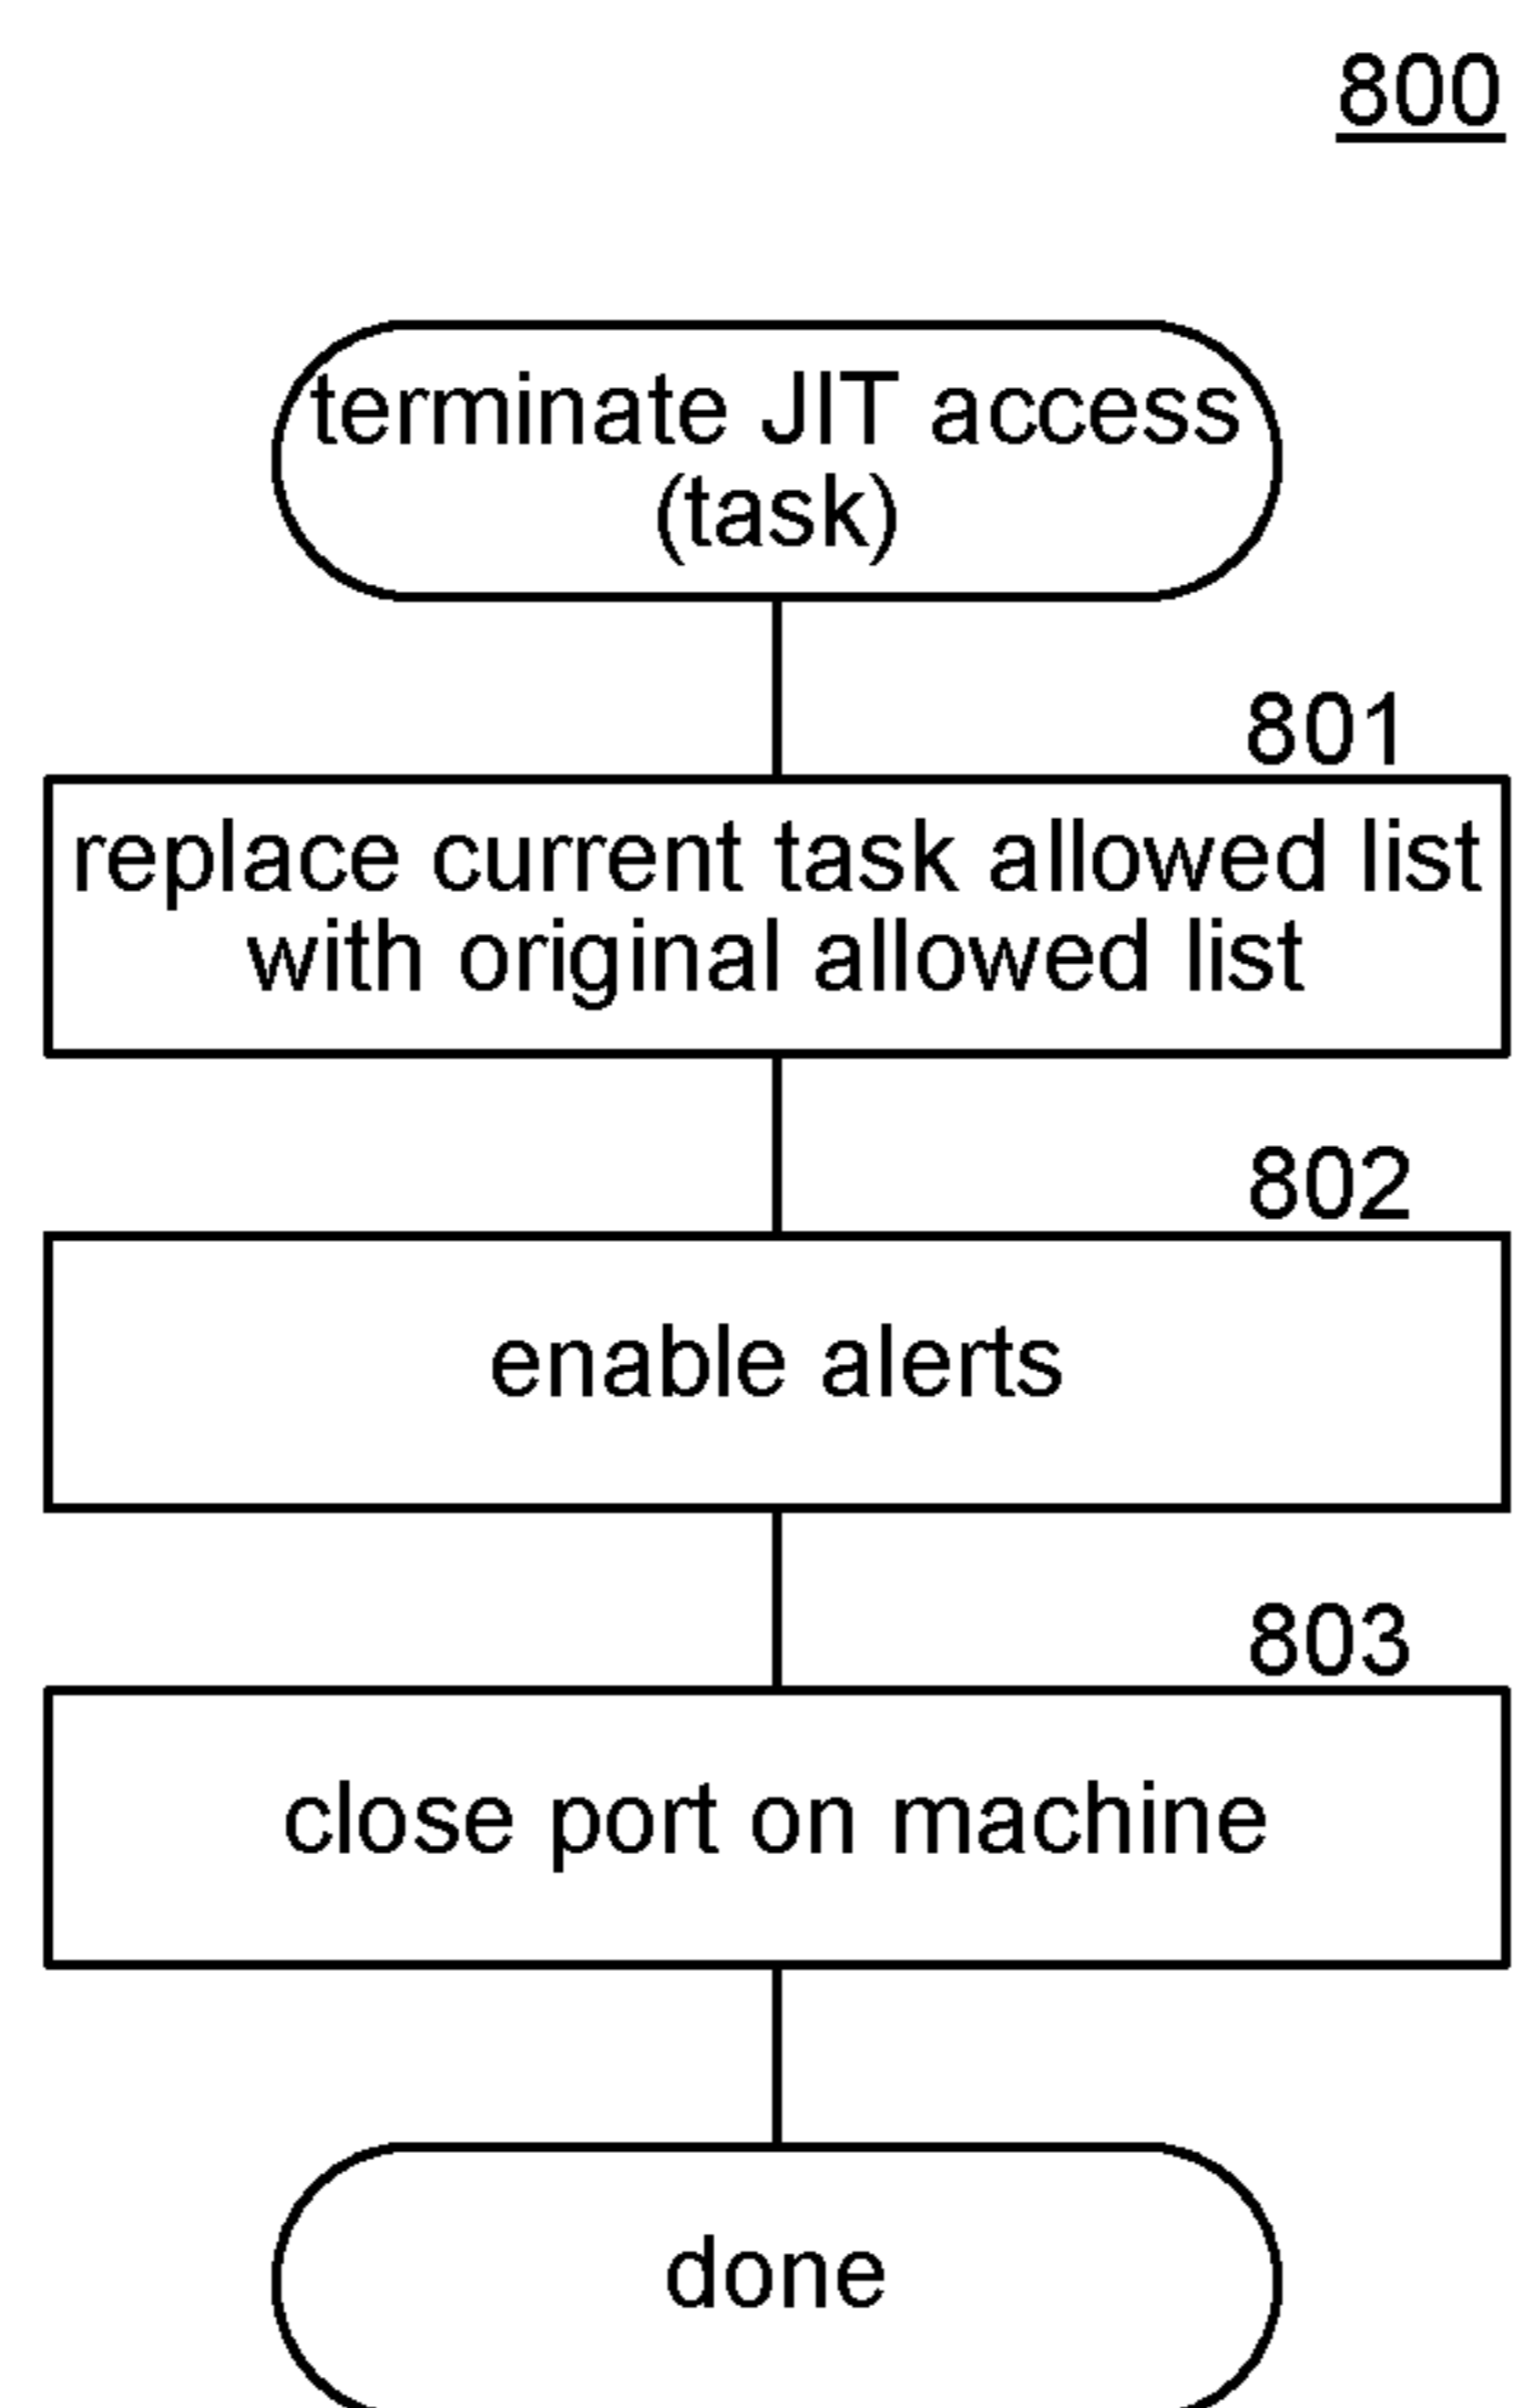 800
terminate JIT access
(task)
801
replace current task allowed list
with original allowed list
802
enable alerts
803
close port on machine
done